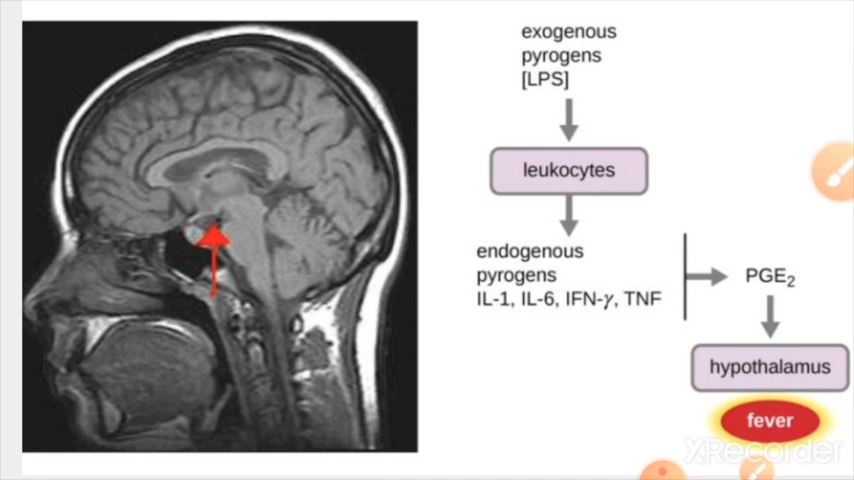 exogenous
pyrogens
[LPS]
leukocytes
endogenous
pyrogens
IL-1, IL-6, IFN-γ, TNF
PGE₂
hypothalamus
fever
XRecorder